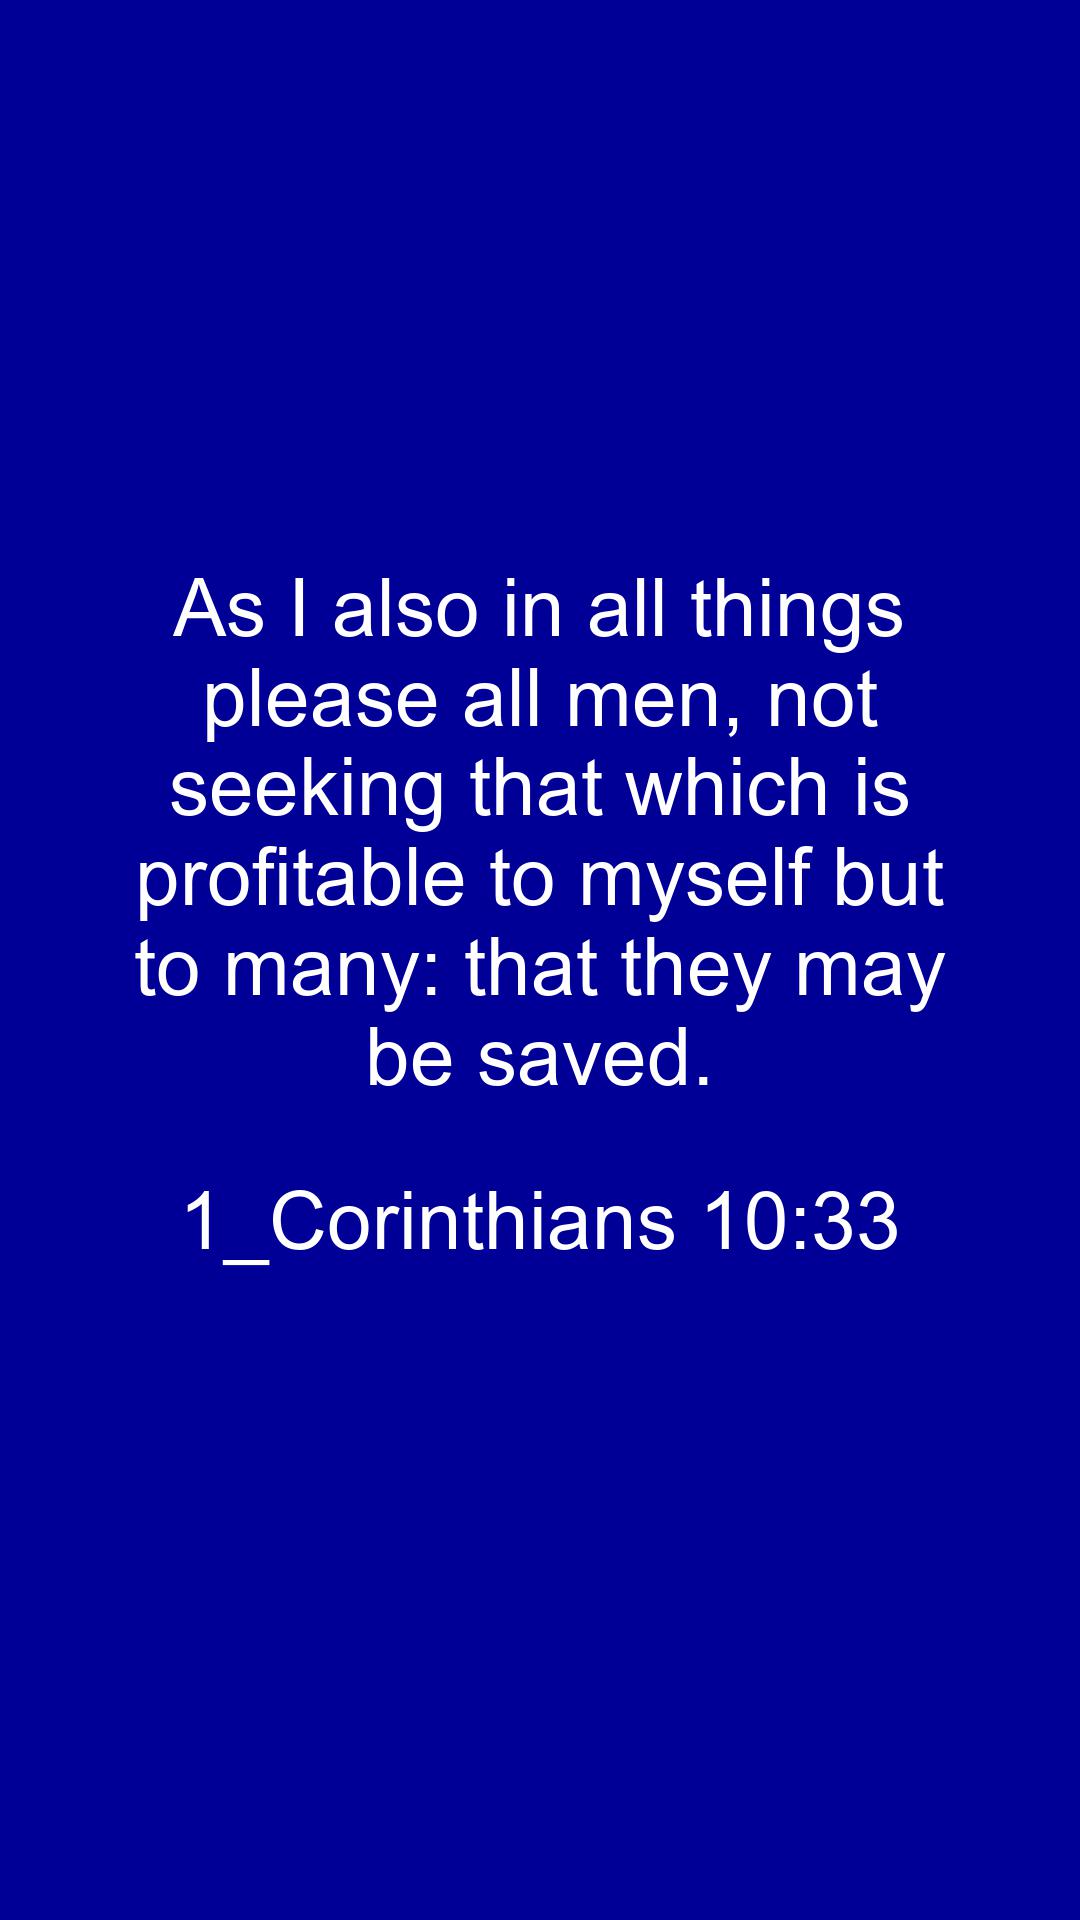 As I also in all things
please all men, not
seeking that which is
profitable to myself but
to many: that they may
be saved.
1_Corinthians 10:33